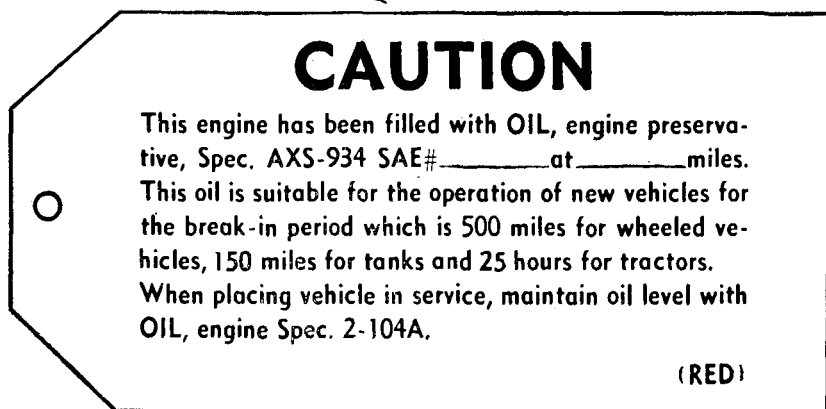 CAUTION
This engine has been filled with OIL, engine preserva-
tive, Spec. AXS-934 SAE#_________at_________miles.
This oil is suitable for the operation of new vehicles for
the break-in period which is 500 miles for wheeled ve-
hicles, 150 miles for tanks and 25 hours for tractors.
When placing vehicle in service, maintain oil level with
OIL, engine Spec. 2-104A.
(RED)